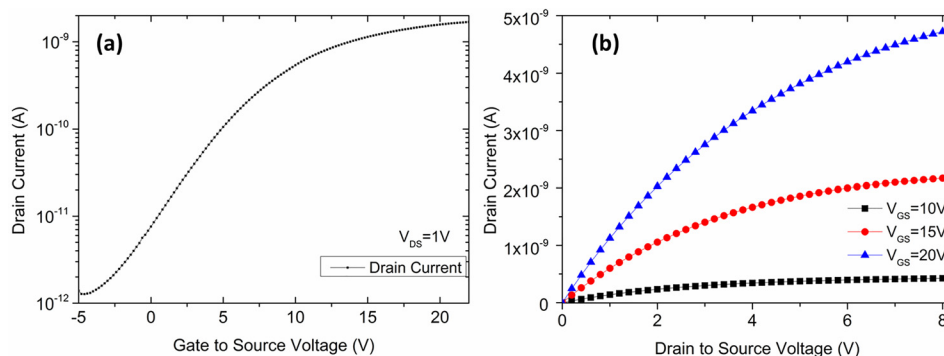 (a)
Drain Current (A)
10⁻⁹
10⁻¹⁰
10⁻¹¹
10⁻¹²
V_DS=1V
Drain Current
-5 0 5 10 15 20
Gate to Source Voltage (V)
(b)
Drain Current (A)
5x10⁻⁹
4x10⁻⁹
3x10⁻⁹
2x10⁻⁹
1x10⁻⁹
0
V_GS=10V
V_GS=15V
V_GS=20V
0 2 4 6 8
Drain to Source Voltage (V)